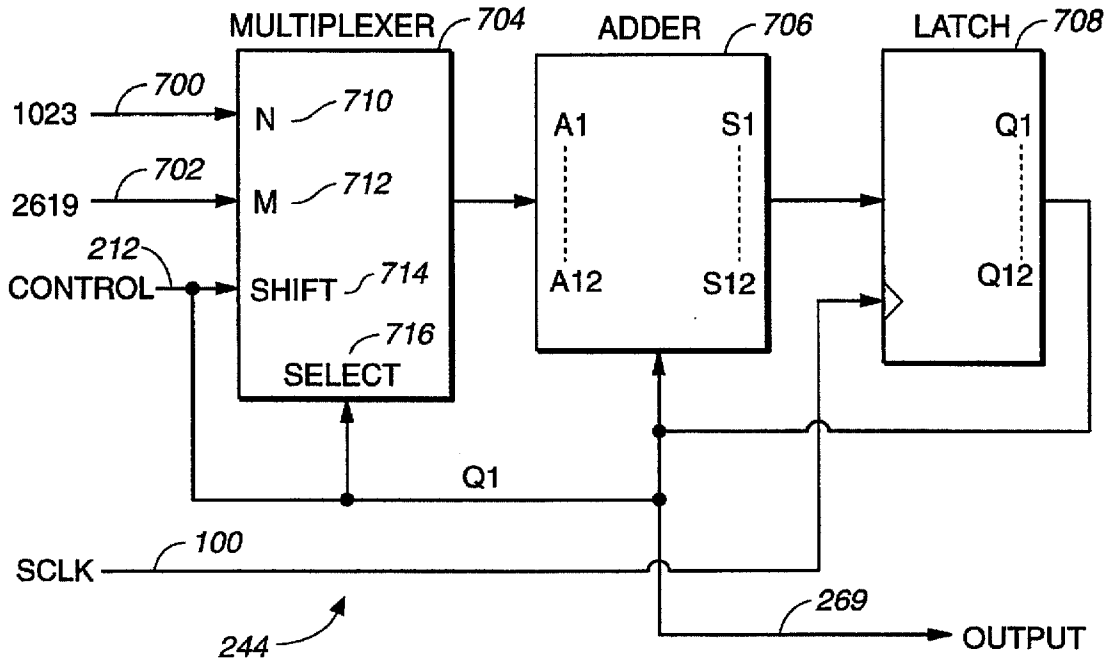 MULTIPLEXER 704 ADDER 706 LATCH 708
1023 700 N 710 A1 S1 Q1
2619 702 M 712
CONTROL 212 SHIFT 714 A12 S12 Q12
716
SELECT
Q1
SCLK 100
244
269 OUTPUT